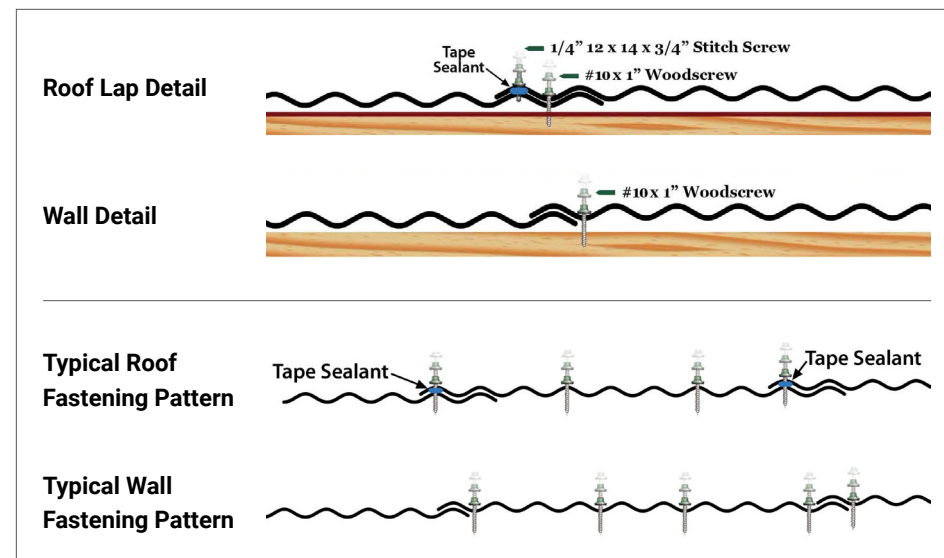 Roof Lap Detail
Tape
Sealant
1/4” 12 x 14 x 3/4” Stitch Screw
#10 x 1” Woodscrew
Wall Detail
#10 x 1” Woodscrew
Typical Roof
Fastening Pattern
Tape Sealant
Tape Sealant
Typical Wall
Fastening Pattern